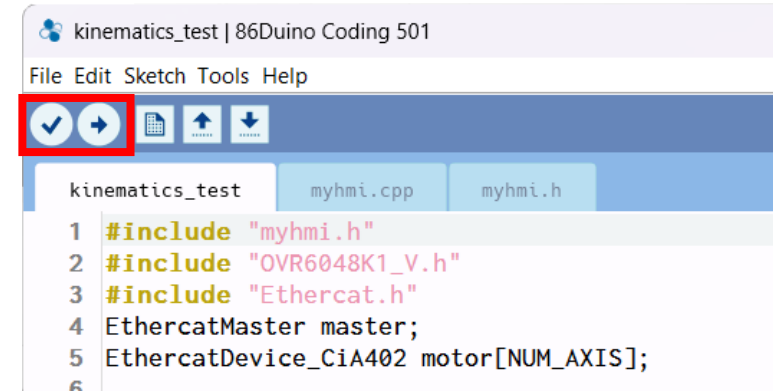 kinematics_test | 86Duino Coding 501
File Edit Sketch Tools Help
kinematics_test myhmi.cpp myhmi.h
1 #include "myhmi.h"
2 #include "OVR6048K1_V.h"
3 #include "Ethercat.h"
4 EthercatMaster master;
5 EthercatDevice_CiA402 motor[NUM_AXIS];
6